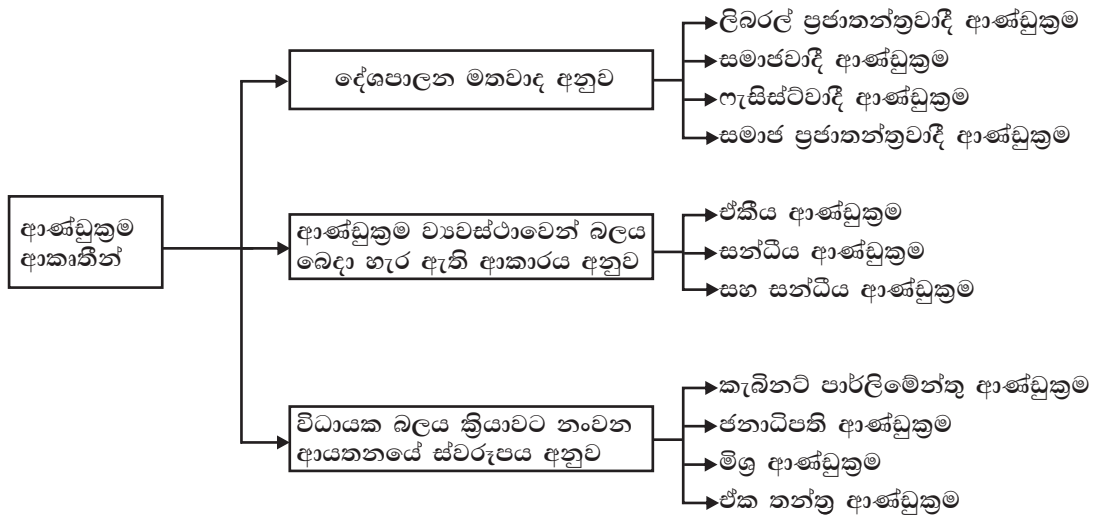 ආණ්ඩුක්‍රම
ආකෘතීන්
දේශපාලන මතවාද අනුව
ලිබරල් ප්‍රජාතන්ත්‍රවාදී ආණ්ඩුක්‍රම
සමාජවාදී ආණ්ඩුක්‍රම
ෆැසිස්ට්වාදී ආණ්ඩුක්‍රම
සමාජ ප්‍රජාතන්ත්‍රවාදී ආණ්ඩුක්‍රම
ආණ්ඩුක්‍රම ව්‍යවස්ථාවෙන් බලය
බෙදා හැර ඇති ආකාරය අනුව
ඒකීය ආණ්ඩුක්‍රම
සන්ධීය ආණ්ඩුක්‍රම
සහ සන්ධීය ආණ්ඩුක්‍රම
විධායක බලය ක්‍රියාවට නංවන
ආයතනයේ ස්වරූපය අනුව
කැබිනට් පාර්ලිමේන්තු ආණ්ඩුක්‍රම
ජනාධිපති ආණ්ඩුක්‍රම
මිශ්‍ර ආණ්ඩුක්‍රම
ඒක තන්ත්‍ර ආණ්ඩුක්‍රම